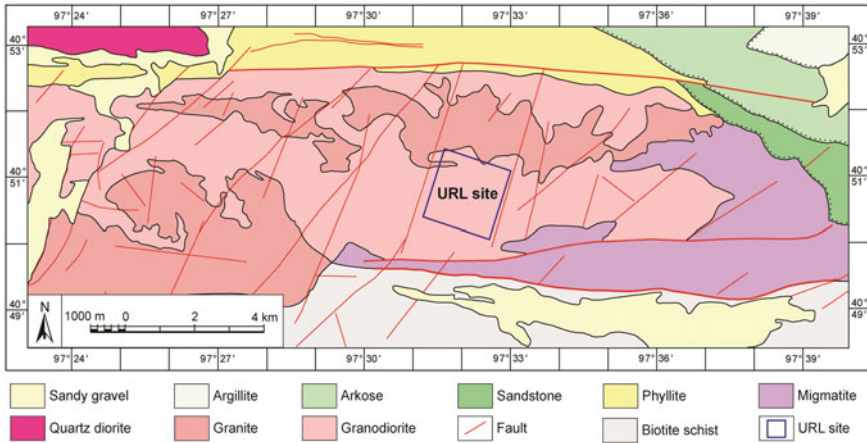 97°24′ 97°27′ 97°30′ 97°33′ 97°36′ 97°39′
40°
53′
40°
53′
40°
51′
40°
51′
URL site
40°
49′
40°
49′
N
1000 m 0 2 4 km
97°24′ 97°27′ 97°30′ 97°33′ 97°36′ 97°39′
Sandy gravel Argillite Arkose Sandstone Phyllite Migmatite
Quartz diorite Granite Granodiorite Fault Biotite schist URL site